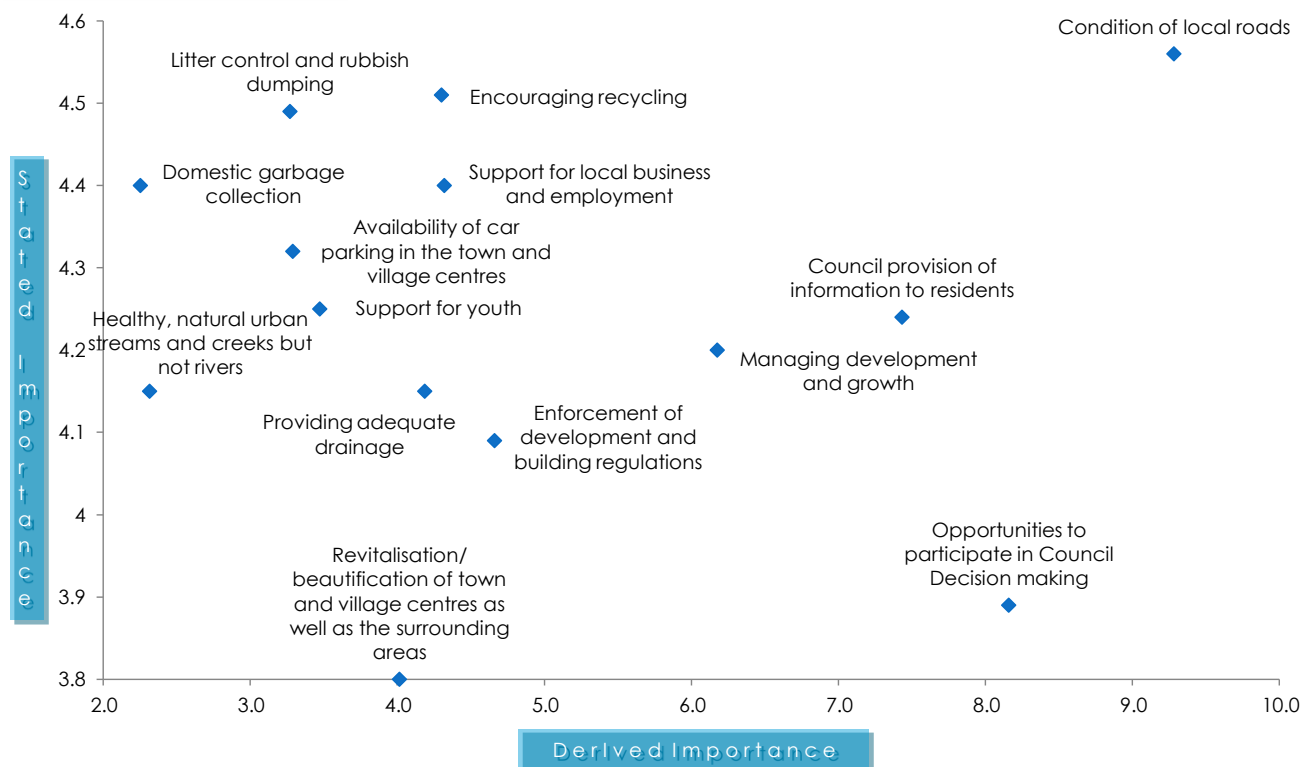 4.6
4.5
4.4
4.3
4.2
4.1
4
3.9
3.8
2.0
3.0
4.0
5.0
6.0
7.0
8.0
9.0
10.0
Stated Importance
Derived Importance
Condition of local roads
Litter control and rubbish
dumping
Encouraging recycling
Domestic garbage
collection
Support for local business
and employment
Availability of car
parking in the town and
village centres
Council provision of
information to residents
Support for youth
Healthy, natural urban
streams and creeks but
not rivers
Managing development
and growth
Providing adequate
drainage
Enforcement of
development and
building regulations
Opportunities to
participate in Council
Decision making
Revitalisation/
beautification of town
and village centres as
well as the surrounding
areas